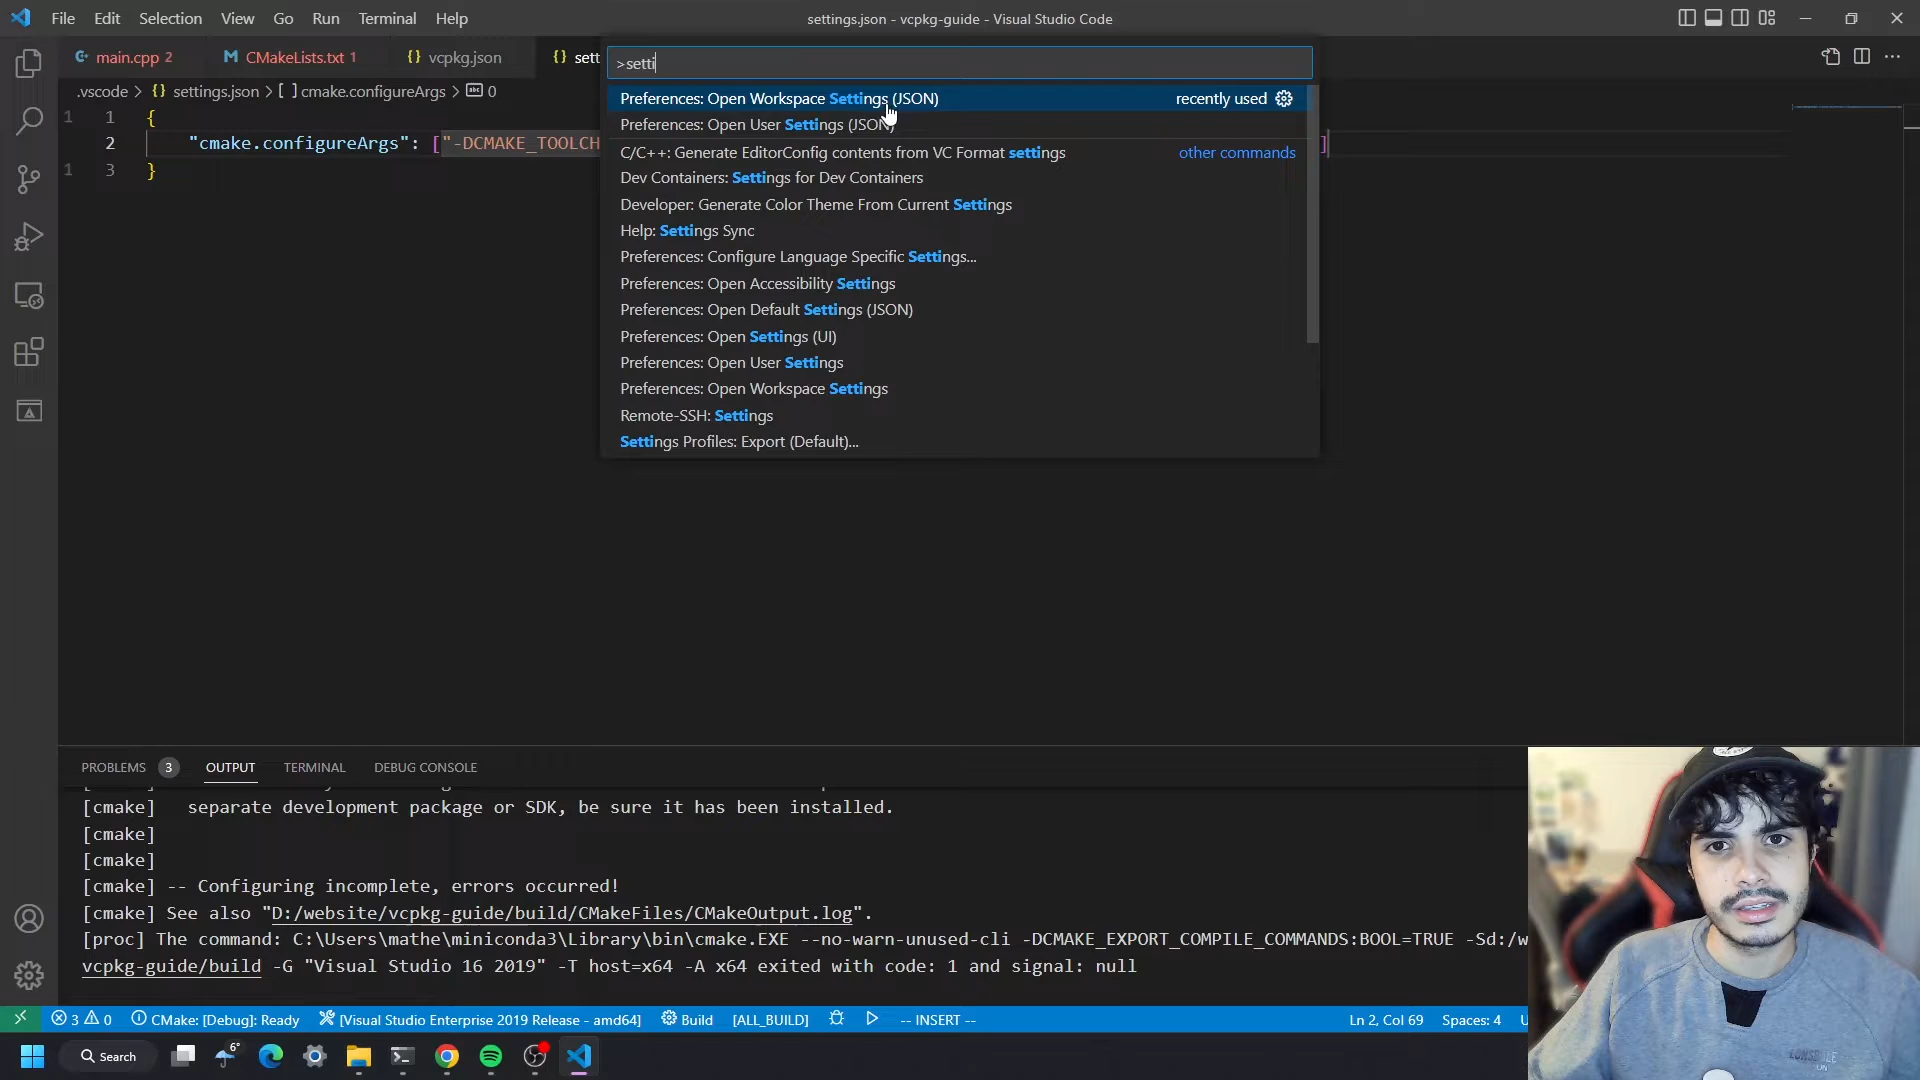 File Edit Selection View Go Run Terminal Help
settings.json - vcpkg-guide - Visual Studio Code
main.cpp 2
CMakeLists.txt 1
vcpkg.json
sett
>setti
.vscode > {} settings.json > [ ] cmake.configureArgs > abc 0
Preferences: Open Workspace Settings (JSON) recently used
Preferences: Open User Settings (JSON)
C/C++: Generate EditorConfig contents from VC Format settings other commands
Dev Containers: Settings for Dev Containers
Developer: Generate Color Theme From Current Settings
Help: Settings Sync
Preferences: Configure Language Specific Settings...
Preferences: Open Accessibility Settings
Preferences: Open Default Settings (JSON)
Preferences: Open Settings (UI)
Preferences: Open User Settings
Preferences: Open Workspace Settings
Remote-SSH: Settings
Settings Profiles: Export (Default)...
1 1 {
2 "cmake.configureArgs": ["-DCMAKE_TOOLCH ]
1 3 }
PROBLEMS 3 OUTPUT TERMINAL DEBUG CONSOLE
[cmake] separate development package or SDK, be sure it has been installed.
[cmake]
[cmake]
[cmake] -- Configuring incomplete, errors occurred!
[cmake] See also "D:/website/vcpkg-guide/build/CMakeFiles/CMakeOutput.log".
[proc] The command: C:\Users\mathe\miniconda3\Library\bin\cmake.EXE --no-warn-unused-cli -DCMAKE_EXPORT_COMPILE_COMMANDS:BOOL=TRUE -Sd:/w
vcpkg-guide/build -G "Visual Studio 16 2019" -T host=x64 -A x64 exited with code: 1 and signal: null
3 0 CMake: [Debug]: Ready [Visual Studio Enterprise 2019 Release - amd64] Build [ALL_BUILD] -- INSERT -- Ln 2, Col 69 Spaces: 4 U
Search 6°